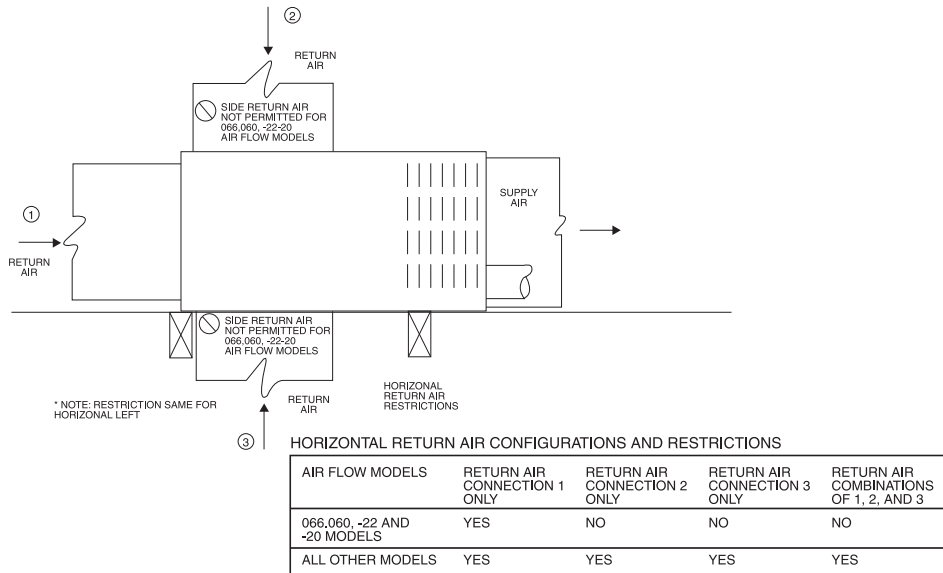 ②
RETURN
AIR
SIDE RETURN AIR
NOT PERMITTED FOR
066,060, -22-20
AIR FLOW MODELS
①
RETURN
AIR
SUPPLY
AIR
SIDE RETURN AIR
NOT PERMITTED FOR
066,060, -22-20
AIR FLOW MODELS
* NOTE: RESTRICTION SAME FOR
HORIZONAL LEFT
RETURN
AIR
③
HORIZONAL
RETURN AIR
RESTRICTIONS
HORIZONTAL RETURN AIR CONFIGURATIONS AND RESTRICTIONS
AIR FLOW MODELS RETURN AIR RETURN AIR RETURN AIR RETURN AIR
CONNECTION 1 CONNECTION 2 CONNECTION 3 COMBINATIONS
ONLY ONLY ONLY OF 1, 2, AND 3
066.060, -22 AND YES NO NO NO
-20 MODELS
ALL OTHER MODELS YES YES YES YES